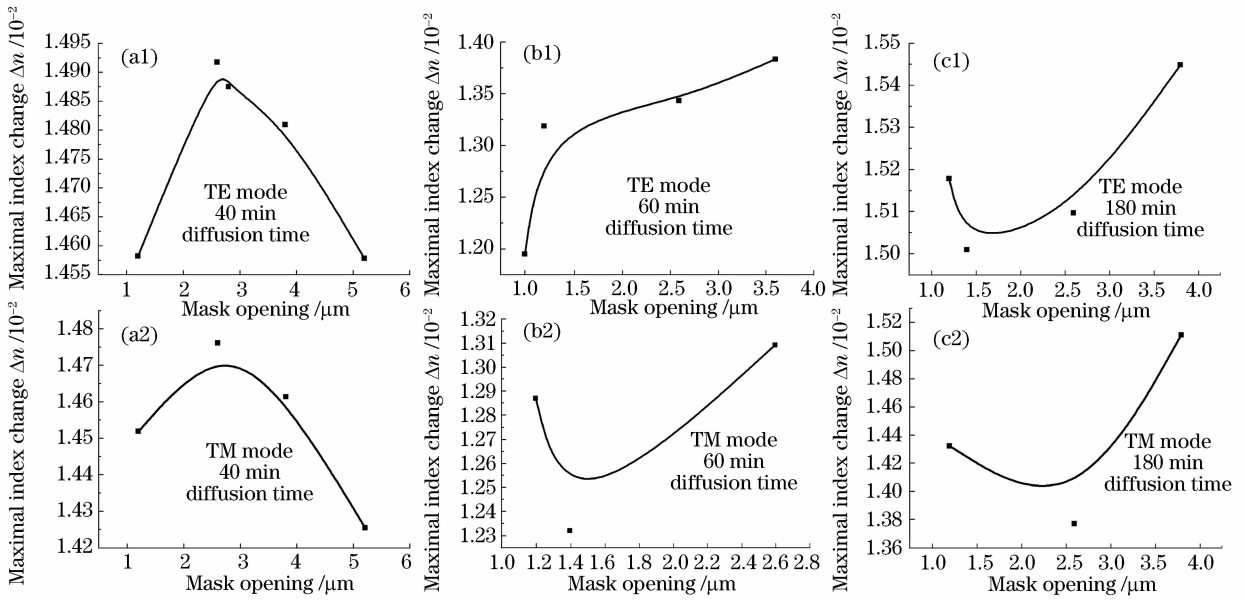 Maximal index change Δn /10⁻²
1.495
1.490
1.485
1.480
1.475
1.470
1.465
1.460
1.455
(a1)
TE mode
40 min
diffusion time
1 2 3 4 5 6
Mask opening /μm
Maximal index change Δn /10⁻²
1.40
1.35
1.30
1.25
1.20
(b1)
TE mode
60 min
diffusion time
1.0 1.5 2.0 2.5 3.0 3.5 4.0
Mask opening /μm
Maximal index change Δn /10⁻²
1.55
1.54
1.53
1.52
1.51
1.50
(c1)
TE mode
180 min
diffusion time
1.0 1.5 2.0 2.5 3.0 3.5 4.0
Mask opening /μm
Maximal index change Δn /10⁻²
1.48
1.47
1.46
1.45
1.44
1.43
1.42
(a2)
TM mode
40 min
diffusion time
1 2 3 4 5 6
Mask opening /μm
Maximal index change Δn /10⁻²
1.32
1.31
1.30
1.29
1.28
1.27
1.26
1.25
1.24
1.23
(b2)
TM mode
60 min
diffusion time
1.0 1.2 1.4 1.6 1.8 2.0 2.2 2.4 2.6 2.8
Mask opening /μm
Maximal index change Δn /10⁻²
1.52
1.50
1.48
1.46
1.44
1.42
1.40
1.38
1.36
(c2)
TM mode
180 min
diffusion time
1.0 1.5 2.0 2.5 3.0 3.5 4.0
Mask opening /μm